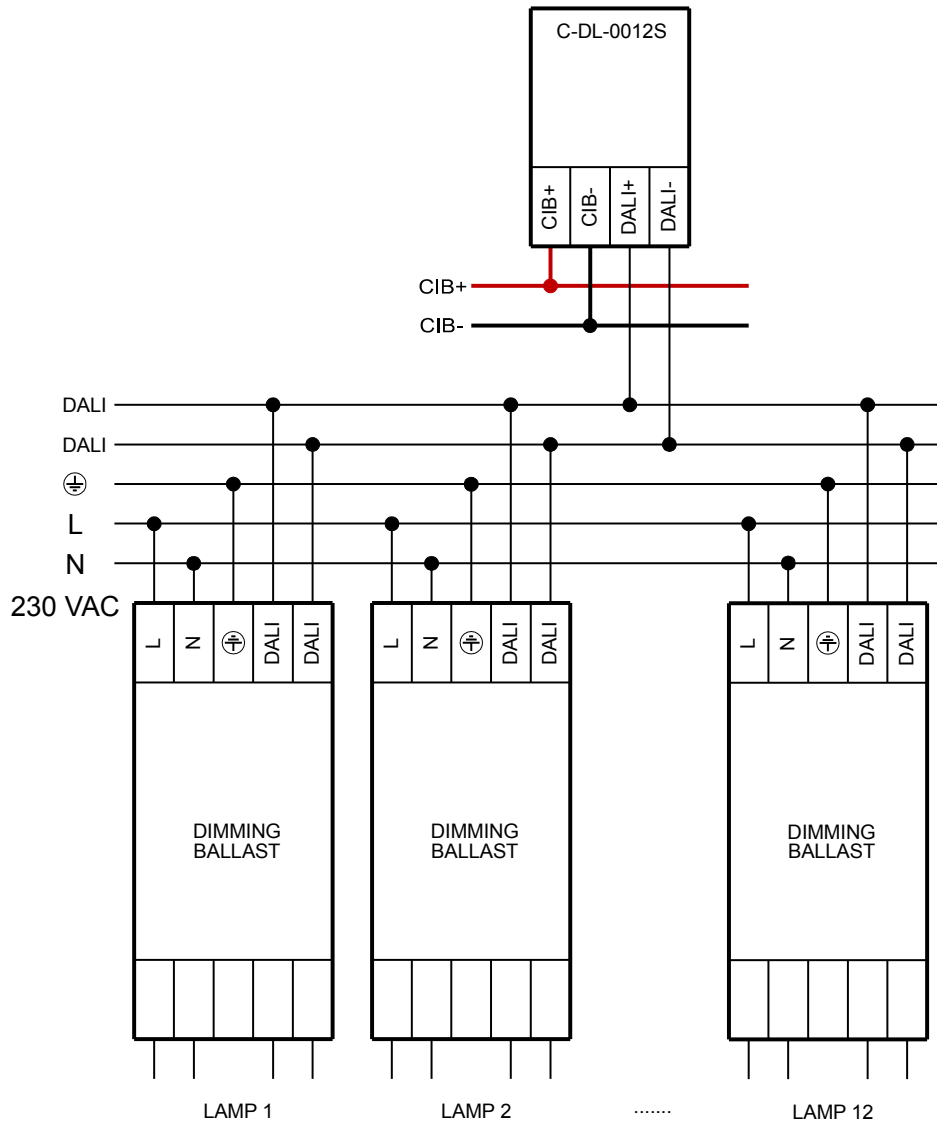 C-DL-0012S
CIB+
CIB-
DALI+
DALI-
CIB+
CIB-
DALI
DALI
L
N
230 VAC
L
N
DALI
DALI
L
N
DALI
DALI
L
N
DALI
DALI
DIMMING
BALLAST
DIMMING
BALLAST
DIMMING
BALLAST
LAMP 1
LAMP 2
.......
LAMP 12